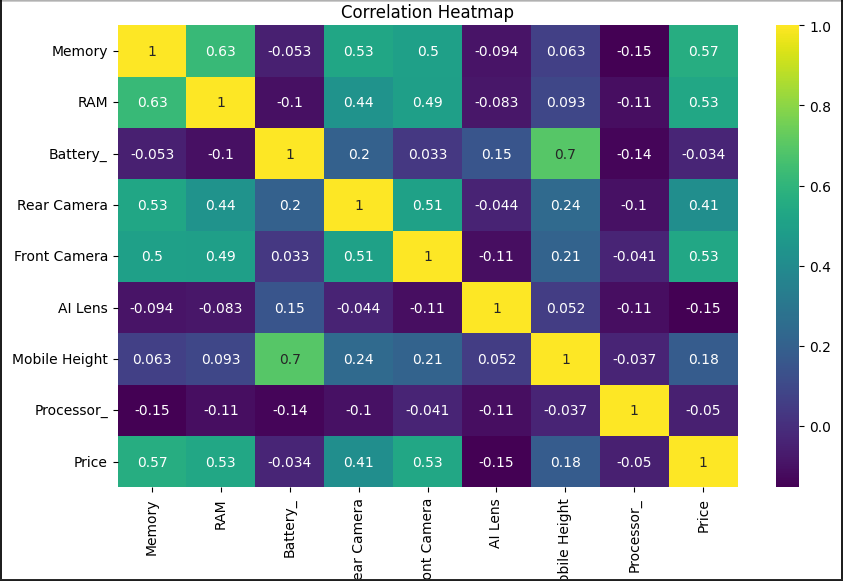 Correlation Heatmap
Memory 1 0.63 -0.053 0.53 0.5 -0.094 0.063 -0.15 0.57
RAM 0.63 1 -0.1 0.44 0.49 -0.083 0.093 -0.11 0.53
Battery_ -0.053 -0.1 1 0.2 0.033 0.15 0.7 -0.14 -0.034
Rear Camera 0.53 0.44 0.2 1 0.51 -0.044 0.24 -0.1 0.41
Front Camera 0.5 0.49 0.033 0.51 1 -0.11 0.21 -0.041 0.53
AI Lens -0.094 -0.083 0.15 -0.044 -0.11 1 0.052 -0.11 -0.15
Mobile Height 0.063 0.093 0.7 0.24 0.21 0.052 1 -0.037 0.18
Processor_ -0.15 -0.11 -0.14 -0.1 -0.041 -0.11 -0.037 1 -0.05
Price 0.57 0.53 -0.034 0.41 0.53 -0.15 0.18 -0.05 1
Memory
RAM
Battery_
ear Camera
ont Camera
AI Lens
obile Height
Processor_
Price
1.0
0.8
0.6
0.4
0.2
0.0